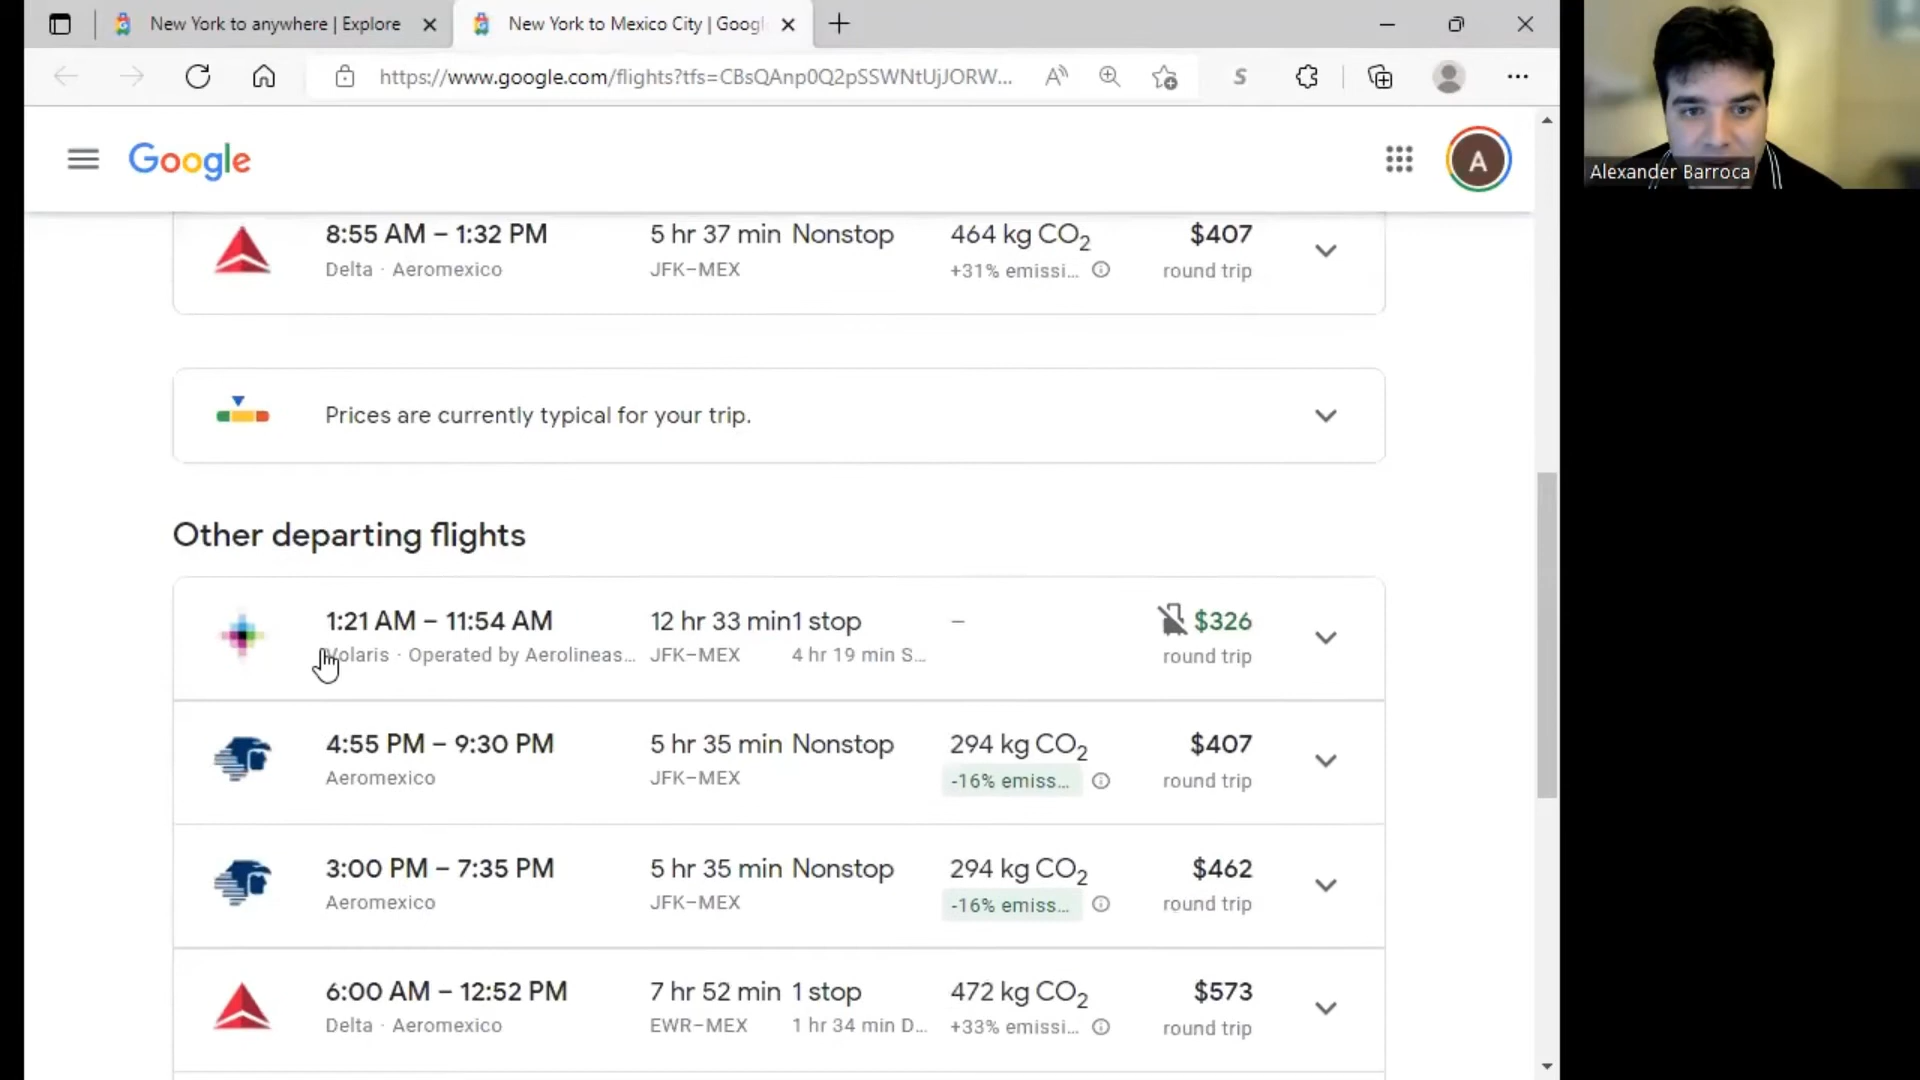 New York to anywhere | Explore
New York to Mexico City | Googl
https://www.google.com/flights?tfs=CBsQAnp0Q2pSSWNtUjJORW...
Google
A
Alexander Barroca
8:55 AM – 1:32 PM 5 hr 37 min Nonstop 464 kg CO2 $407
Delta · Aeromexico JFK–MEX +31% emissi... round trip
Prices are currently typical for your trip.
Other departing flights
1:21 AM – 11:54 AM 12 hr 33 min 1 stop – $326
Volaris · Operated by Aerolineas... JFK–MEX 4 hr 19 min S... round trip
4:55 PM – 9:30 PM 5 hr 35 min Nonstop 294 kg CO2 $407
Aeromexico JFK–MEX -16% emiss... round trip
3:00 PM – 7:35 PM 5 hr 35 min Nonstop 294 kg CO2 $462
Aeromexico JFK–MEX -16% emiss... round trip
6:00 AM – 12:52 PM 7 hr 52 min 1 stop 472 kg CO2 $573
Delta · Aeromexico EWR–MEX 1 hr 34 min D... +33% emissi... round trip